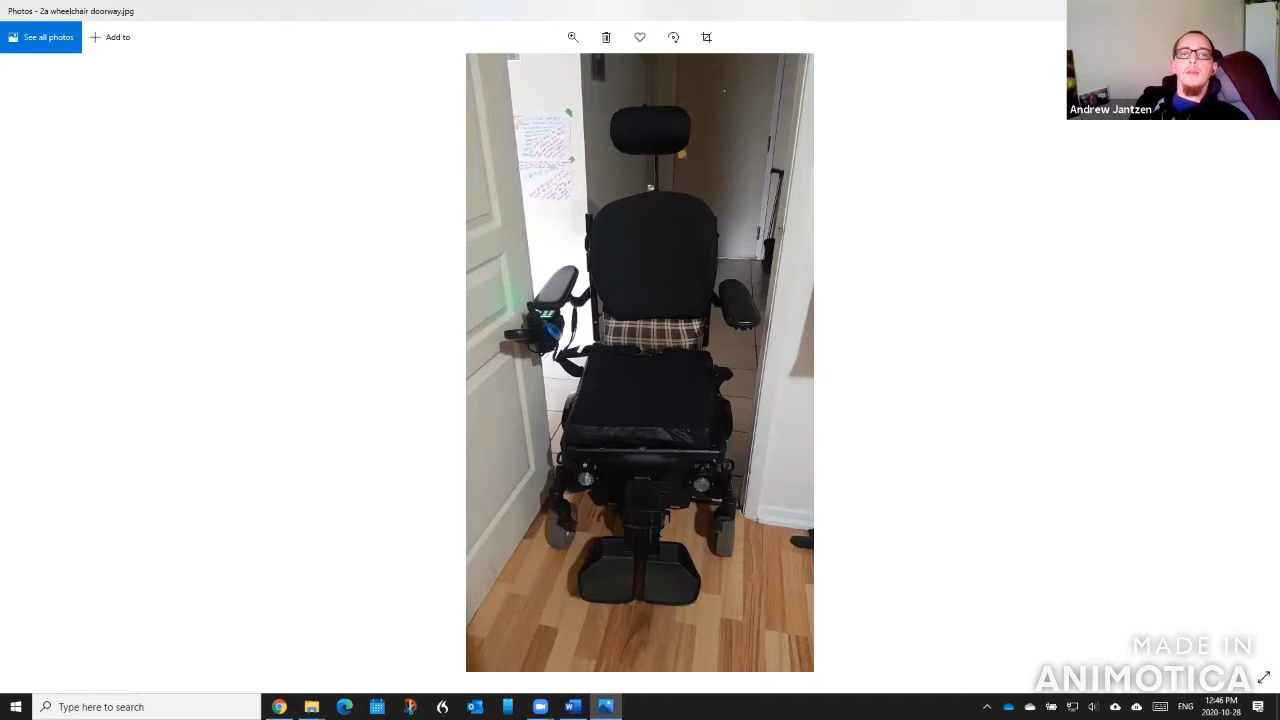 Photos - 2a wheelchair doorway.jpg
See all photos
Add to
Andrew Jantzen
MADE IN
ANIMOTICA
Type here to search
ENG
12:46 PM
2020-10-28